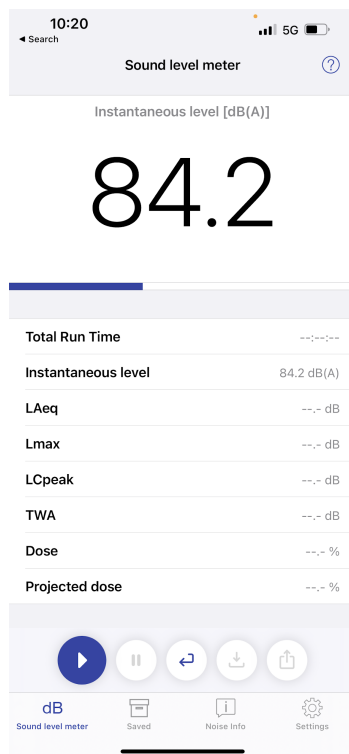 10:20
5G
◀ Search
Sound level meter
?
Instantaneous level [dB(A)]
84.2
Total Run Time --:--:--
Instantaneous level 84.2 dB(A)
LAeq --.- dB
Lmax --.- dB
LCpeak --.- dB
TWA --.- dB
Dose --.- %
Projected dose --.- %
dB
Sound level meter
Saved
Noise Info
Settings